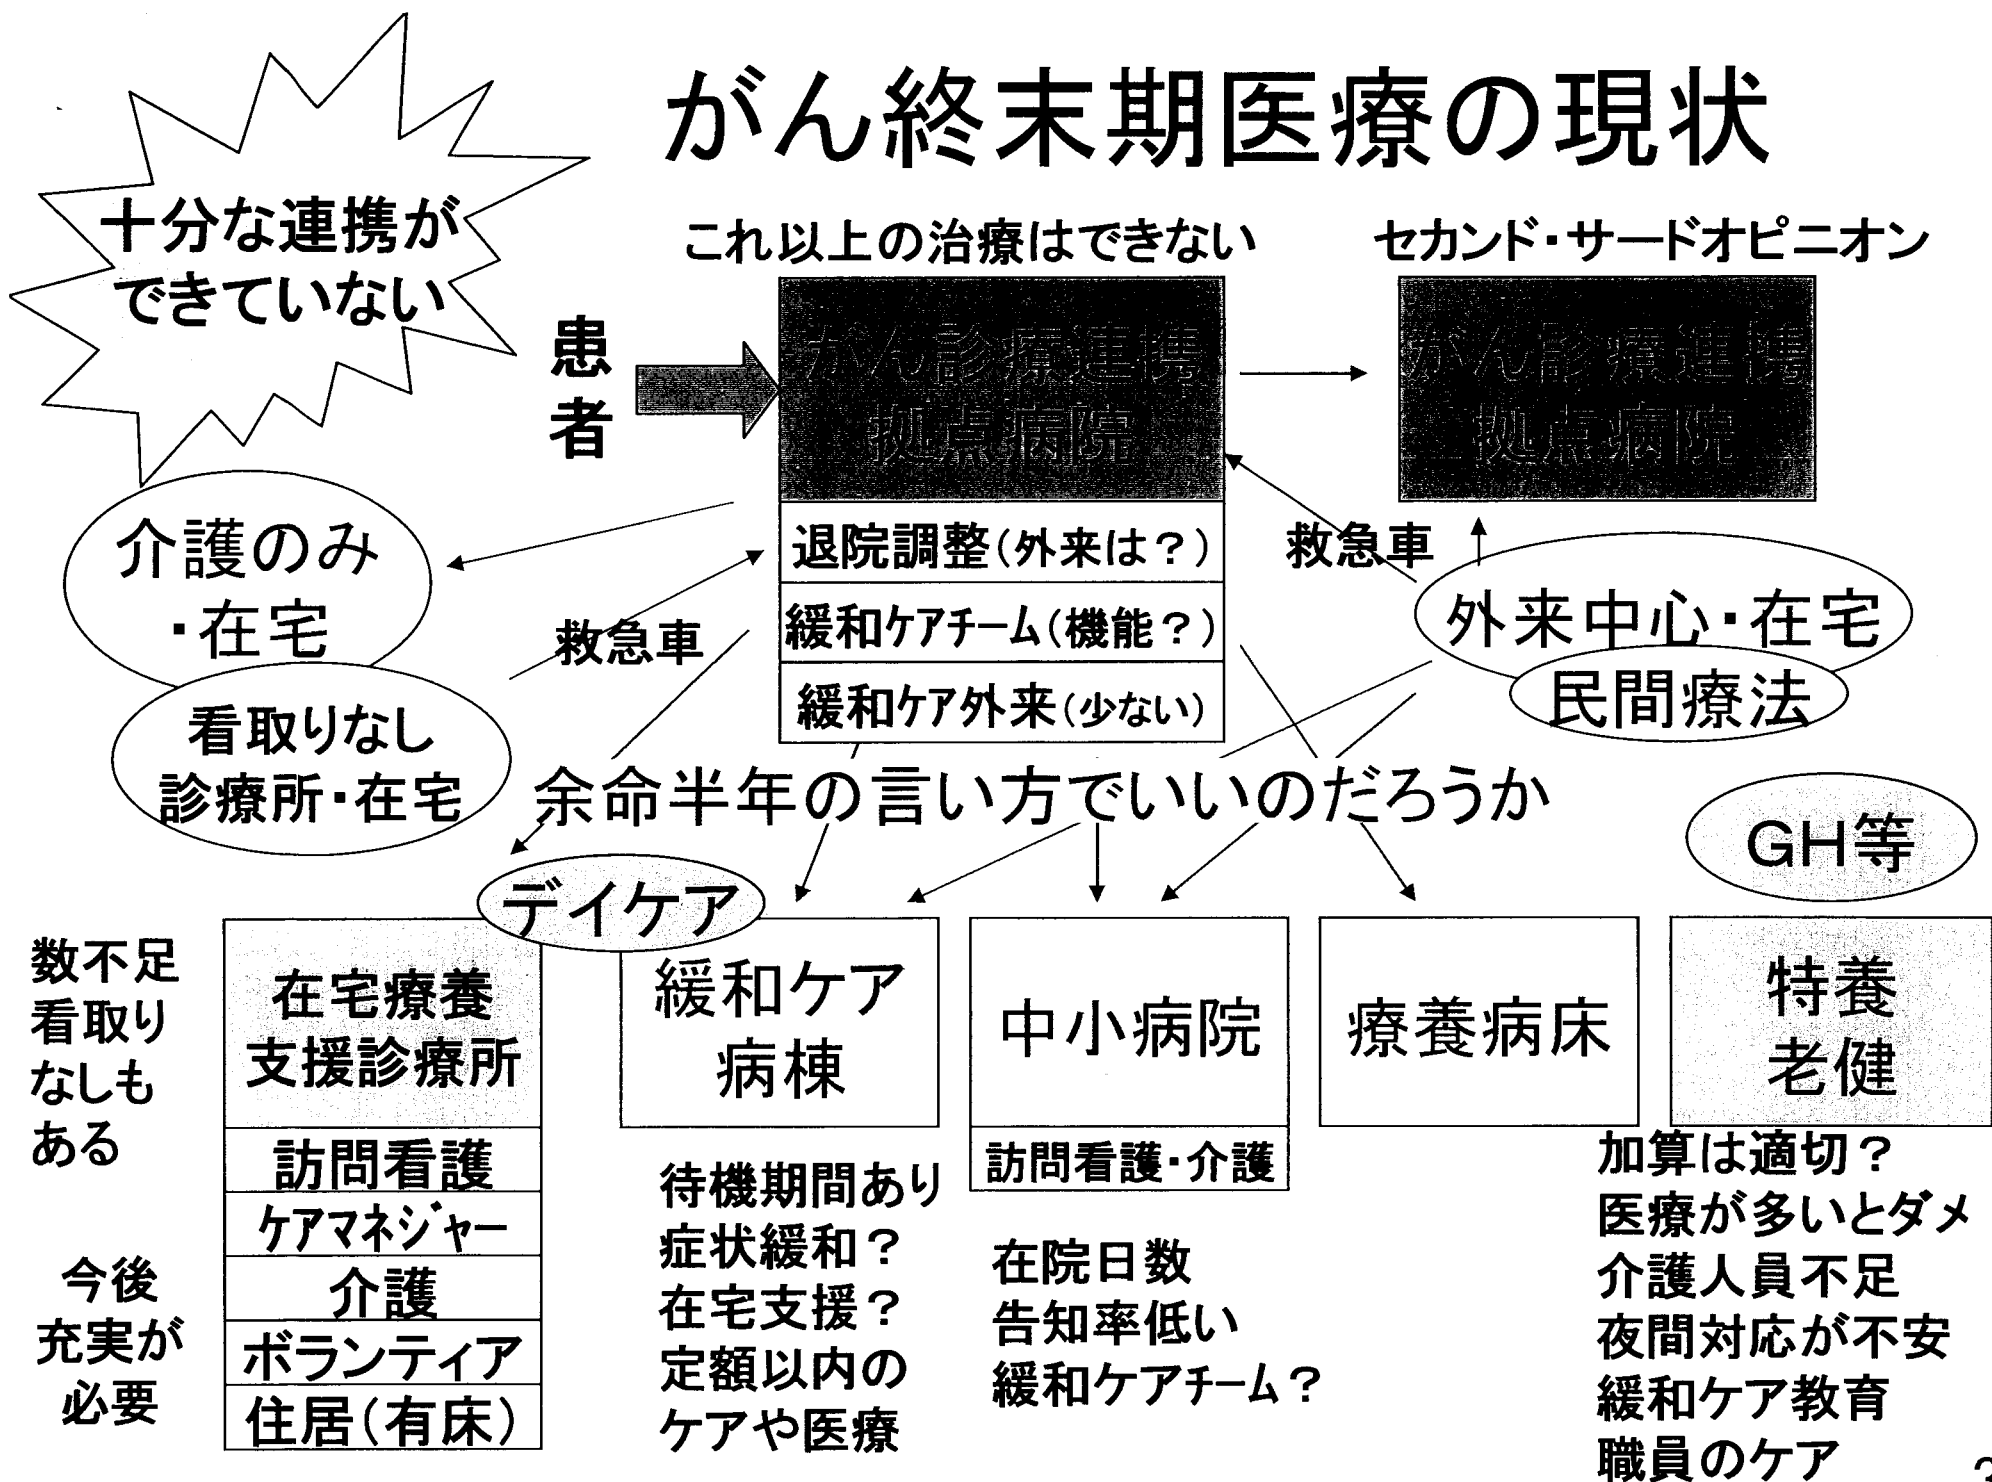 がん終末期医療の現状
十分な連携が
できていない
これ以上の治療はできない
セカンド・サードオピニオン
患者
がん診療連携
拠点病院
がん診療連携
拠点病院
退院調整(外来は？)
緩和ケアチーム(機能？)
緩和ケア外来(少ない)
介護のみ
・在宅
救急車
看取りなし
診療所・在宅
救急車
外来中心・在宅
民間療法
余命半年の言い方でいいのだろうか
GH等
デイケア
数不足
看取り
なしも
ある
今後
充実が
必要
在宅療養
支援診療所
訪問看護
ケアマネジャー
介護
ボランティア
住居(有床)
緩和ケア
病棟
待機期間あり
症状緩和？
在宅支援？
定額以内の
ケアや医療
中小病院
訪問看護・介護
在院日数
告知率低い
緩和ケアチーム？
療養病床
特養
老健
加算は適切？
医療が多いとダメ
介護人員不足
夜間対応が不安
緩和ケア教育
職員のケア